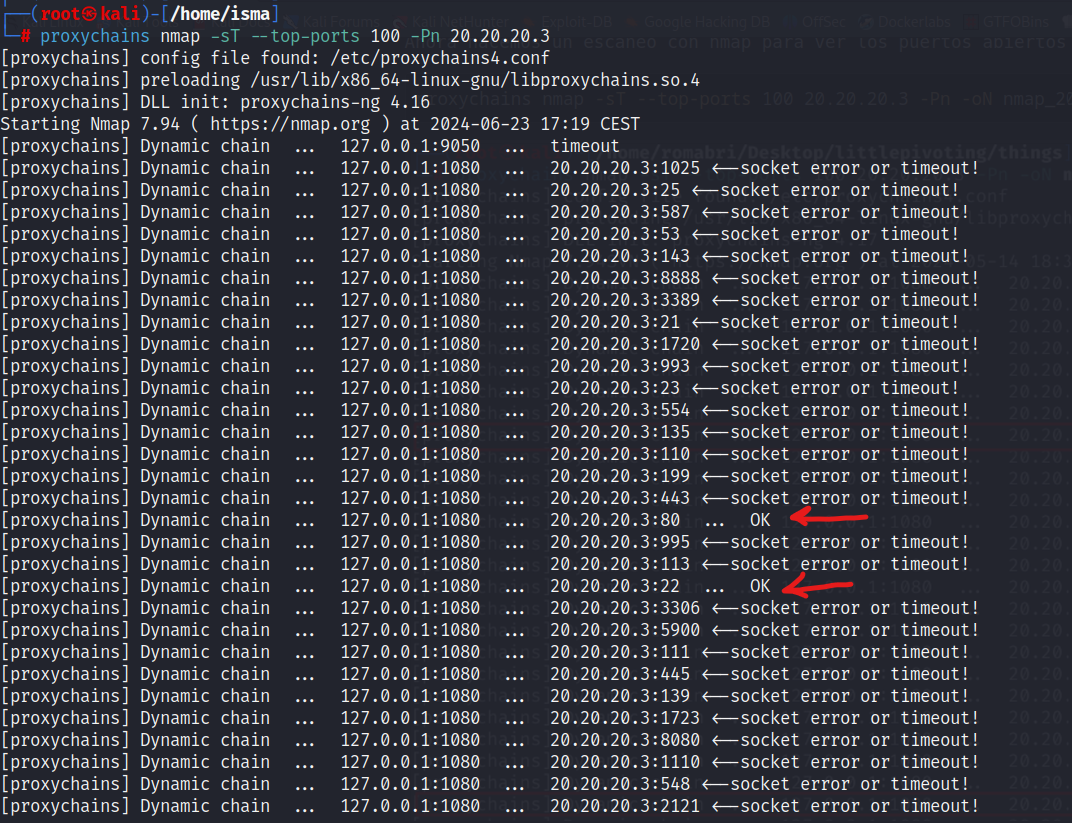 ┌──(root㉿kali)-[/home/isma]
└─# proxychains nmap -sT --top-ports 100 -Pn 20.20.20.3
[proxychains] config file found: /etc/proxychains4.conf
[proxychains] preloading /usr/lib/x86_64-linux-gnu/libproxychains.so.4
[proxychains] DLL init: proxychains-ng 4.16
Starting Nmap 7.94 ( https://nmap.org ) at 2024-06-23 17:19 CEST
[proxychains] Dynamic chain  ...  127.0.0.1:9050  ...  timeout
[proxychains] Dynamic chain  ...  127.0.0.1:1080  ...  20.20.20.3:1025 <--socket error or timeout!
[proxychains] Dynamic chain  ...  127.0.0.1:1080  ...  20.20.20.3:25 <--socket error or timeout!
[proxychains] Dynamic chain  ...  127.0.0.1:1080  ...  20.20.20.3:587 <--socket error or timeout!
[proxychains] Dynamic chain  ...  127.0.0.1:1080  ...  20.20.20.3:53 <--socket error or timeout!
[proxychains] Dynamic chain  ...  127.0.0.1:1080  ...  20.20.20.3:143 <--socket error or timeout!
[proxychains] Dynamic chain  ...  127.0.0.1:1080  ...  20.20.20.3:8888 <--socket error or timeout!
[proxychains] Dynamic chain  ...  127.0.0.1:1080  ...  20.20.20.3:3389 <--socket error or timeout!
[proxychains] Dynamic chain  ...  127.0.0.1:1080  ...  20.20.20.3:21 <--socket error or timeout!
[proxychains] Dynamic chain  ...  127.0.0.1:1080  ...  20.20.20.3:1720 <--socket error or timeout!
[proxychains] Dynamic chain  ...  127.0.0.1:1080  ...  20.20.20.3:993 <--socket error or timeout!
[proxychains] Dynamic chain  ...  127.0.0.1:1080  ...  20.20.20.3:23 <--socket error or timeout!
[proxychains] Dynamic chain  ...  127.0.0.1:1080  ...  20.20.20.3:554 <--socket error or timeout!
[proxychains] Dynamic chain  ...  127.0.0.1:1080  ...  20.20.20.3:135 <--socket error or timeout!
[proxychains] Dynamic chain  ...  127.0.0.1:1080  ...  20.20.20.3:110 <--socket error or timeout!
[proxychains] Dynamic chain  ...  127.0.0.1:1080  ...  20.20.20.3:199 <--socket error or timeout!
[proxychains] Dynamic chain  ...  127.0.0.1:1080  ...  20.20.20.3:443 <--socket error or timeout!
[proxychains] Dynamic chain  ...  127.0.0.1:1080  ...  20.20.20.3:80  ...  OK
[proxychains] Dynamic chain  ...  127.0.0.1:1080  ...  20.20.20.3:995 <--socket error or timeout!
[proxychains] Dynamic chain  ...  127.0.0.1:1080  ...  20.20.20.3:113 <--socket error or timeout!
[proxychains] Dynamic chain  ...  127.0.0.1:1080  ...  20.20.20.3:22  ...  OK
[proxychains] Dynamic chain  ...  127.0.0.1:1080  ...  20.20.20.3:3306 <--socket error or timeout!
[proxychains] Dynamic chain  ...  127.0.0.1:1080  ...  20.20.20.3:5900 <--socket error or timeout!
[proxychains] Dynamic chain  ...  127.0.0.1:1080  ...  20.20.20.3:111 <--socket error or timeout!
[proxychains] Dynamic chain  ...  127.0.0.1:1080  ...  20.20.20.3:445 <--socket error or timeout!
[proxychains] Dynamic chain  ...  127.0.0.1:1080  ...  20.20.20.3:139 <--socket error or timeout!
[proxychains] Dynamic chain  ...  127.0.0.1:1080  ...  20.20.20.3:1723 <--socket error or timeout!
[proxychains] Dynamic chain  ...  127.0.0.1:1080  ...  20.20.20.3:8080 <--socket error or timeout!
[proxychains] Dynamic chain  ...  127.0.0.1:1080  ...  20.20.20.3:1110 <--socket error or timeout!
[proxychains] Dynamic chain  ...  127.0.0.1:1080  ...  20.20.20.3:548 <--socket error or timeout!
[proxychains] Dynamic chain  ...  127.0.0.1:1080  ...  20.20.20.3:2121 <--socket error or timeout!